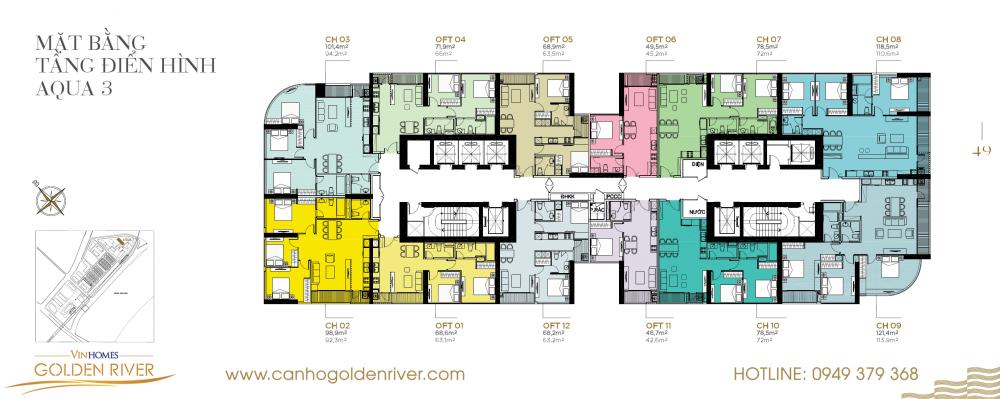 MẶT BẰNG
TẦNG ĐIỂN HÌNH
AQUA 3
CH 03
101,4m²
94.2m²
OFT 04
71,9m²
66m²
OFT 05
68,9m²
63,5m²
OFT 06
49,5m²
45,2m²
CH 07
78,5m²
72m²
CH 08
118,5m²
110.6m²
49
ĐIỆN
ĐHKK
PCCC
P.RÁC
NƯỚC
CH 02
98,9m²
92,3m²
OFT 01
68,6m²
63,1m²
OFT 12
68,2m²
63,2m²
OFT 11
46,7m²
42,6m²
CH 10
78,5m²
72m²
CH 09
121,4m²
113,9m²
VINHOMES
GOLDEN RIVER
www.canhogoldenriver.com
HOTLINE: 0949 379 368